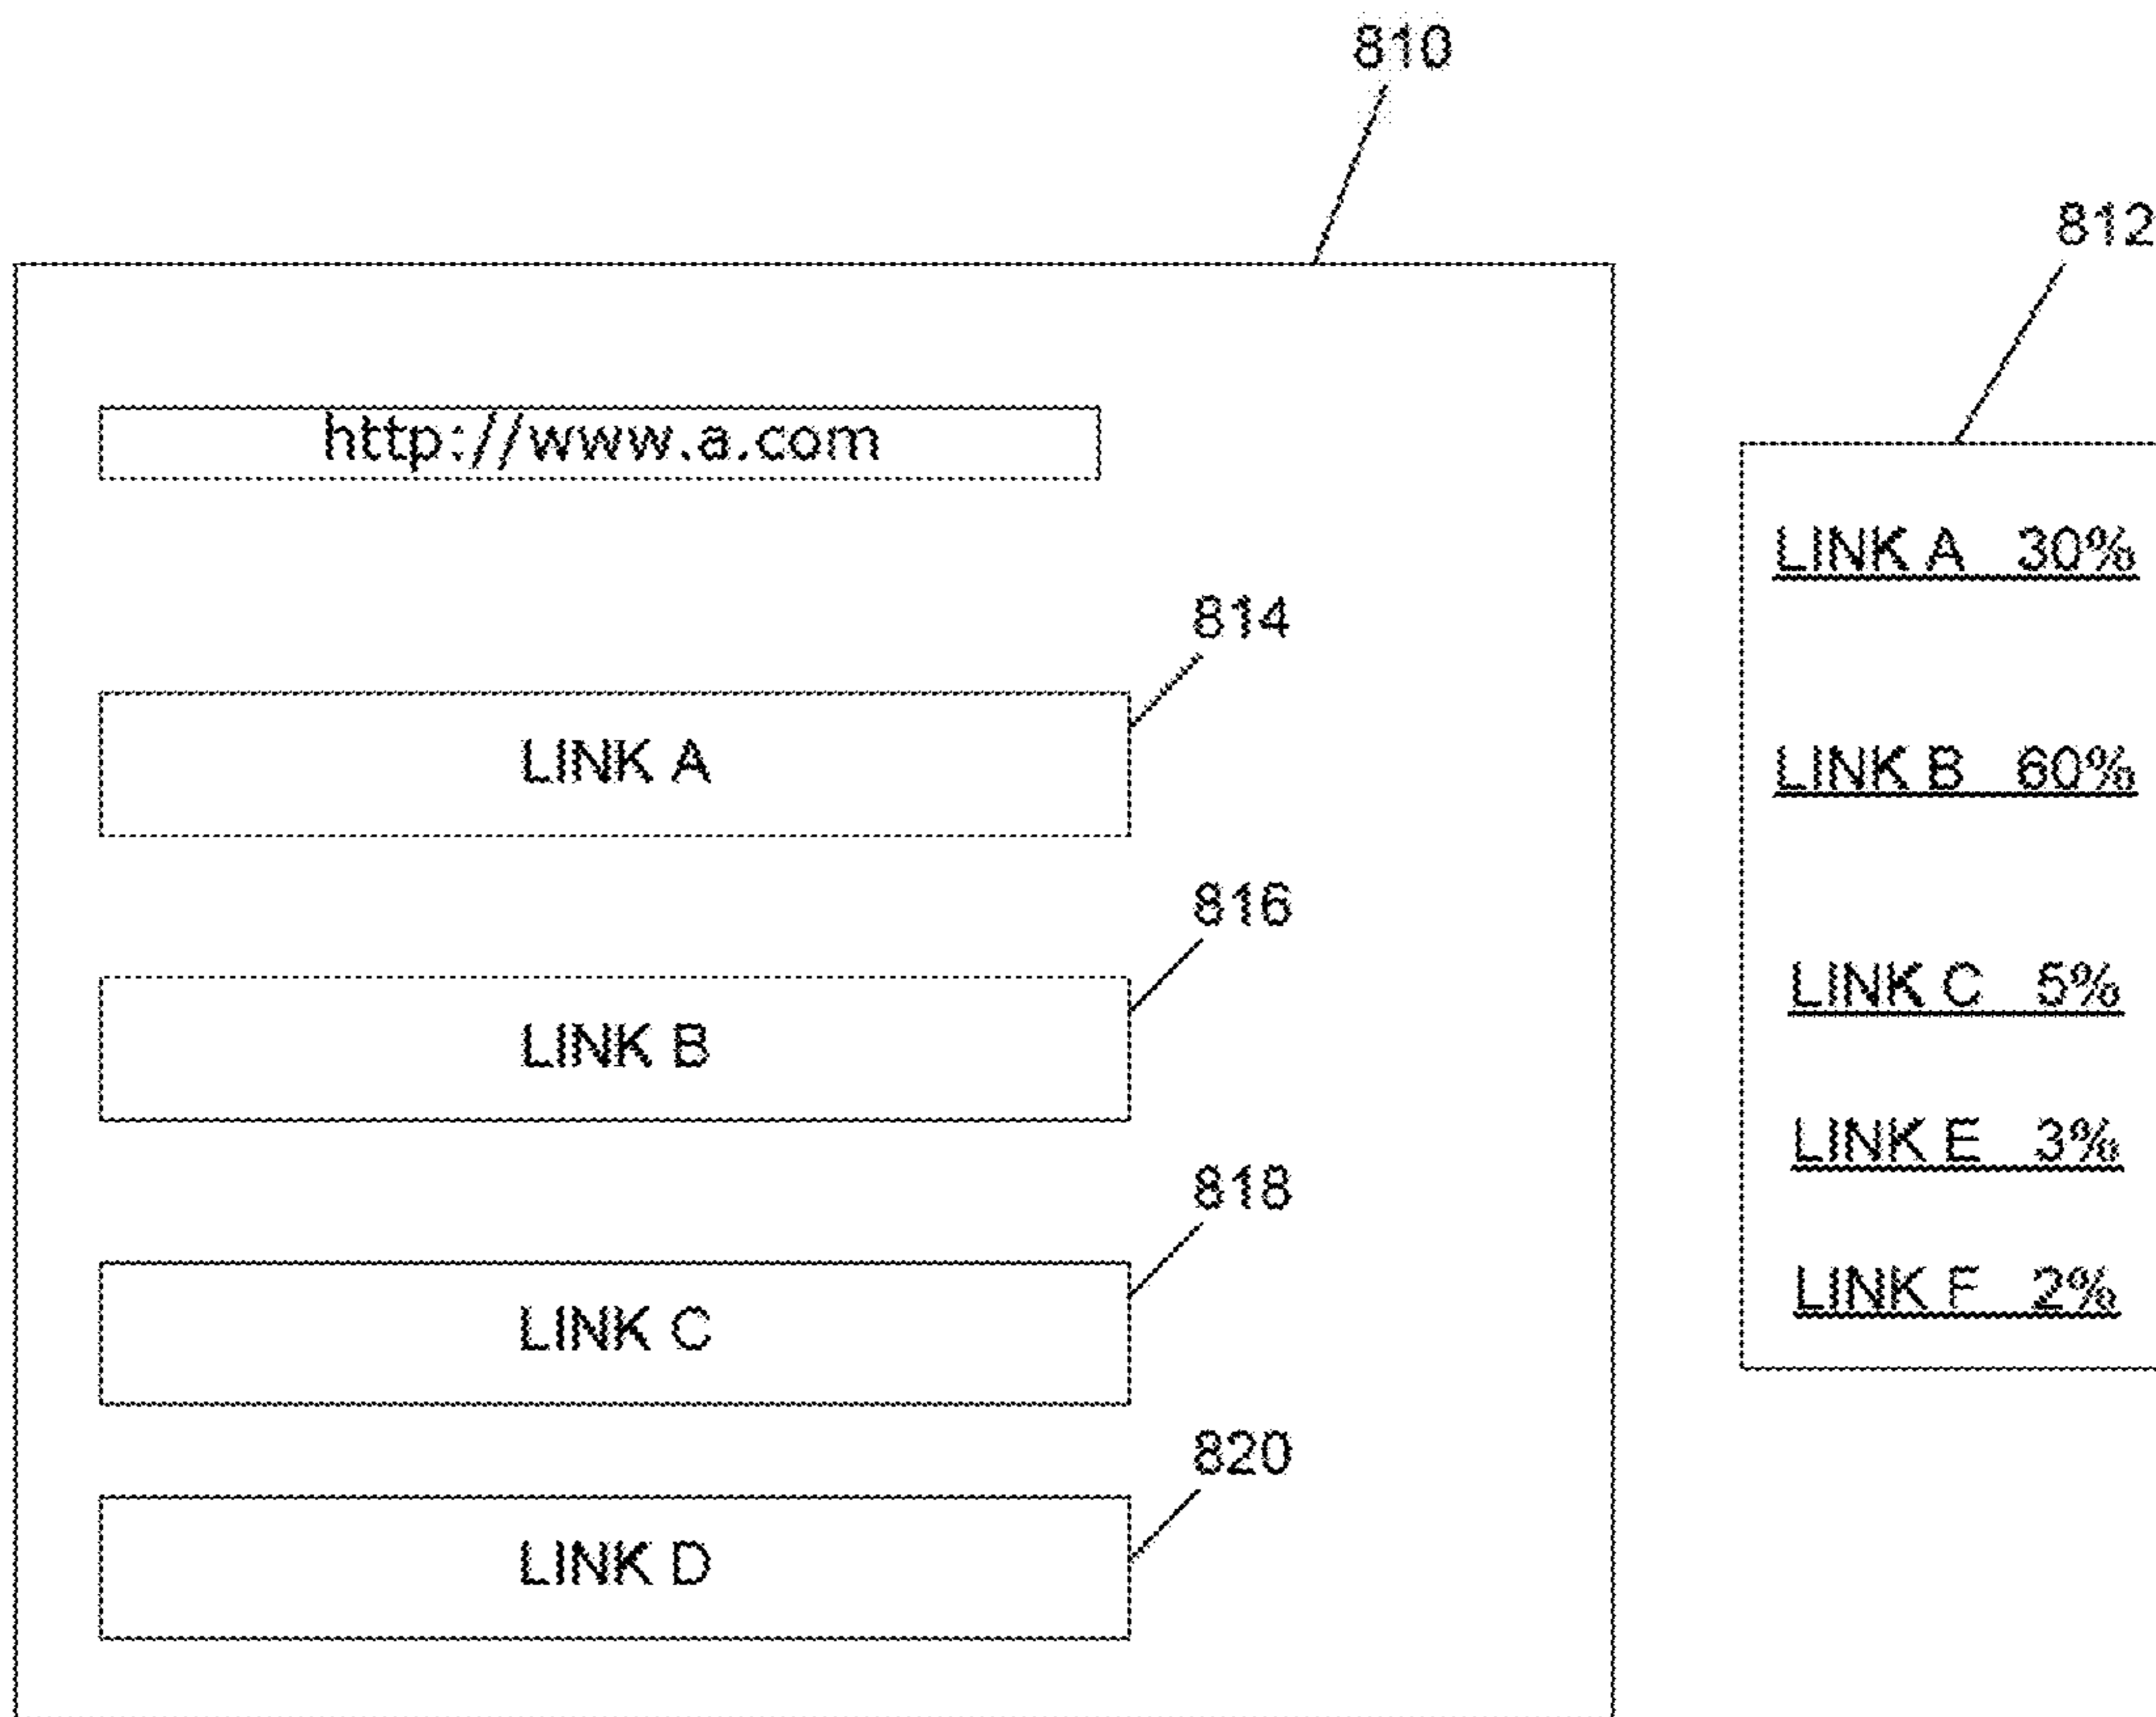 810
812
http://www.a.com
LINK A 30%
814
LINK A
LINK B 60%
816
LINK B
LINK C 5%
LINK E 3%
818
LINK C
LINK F 2%
820
LINK D